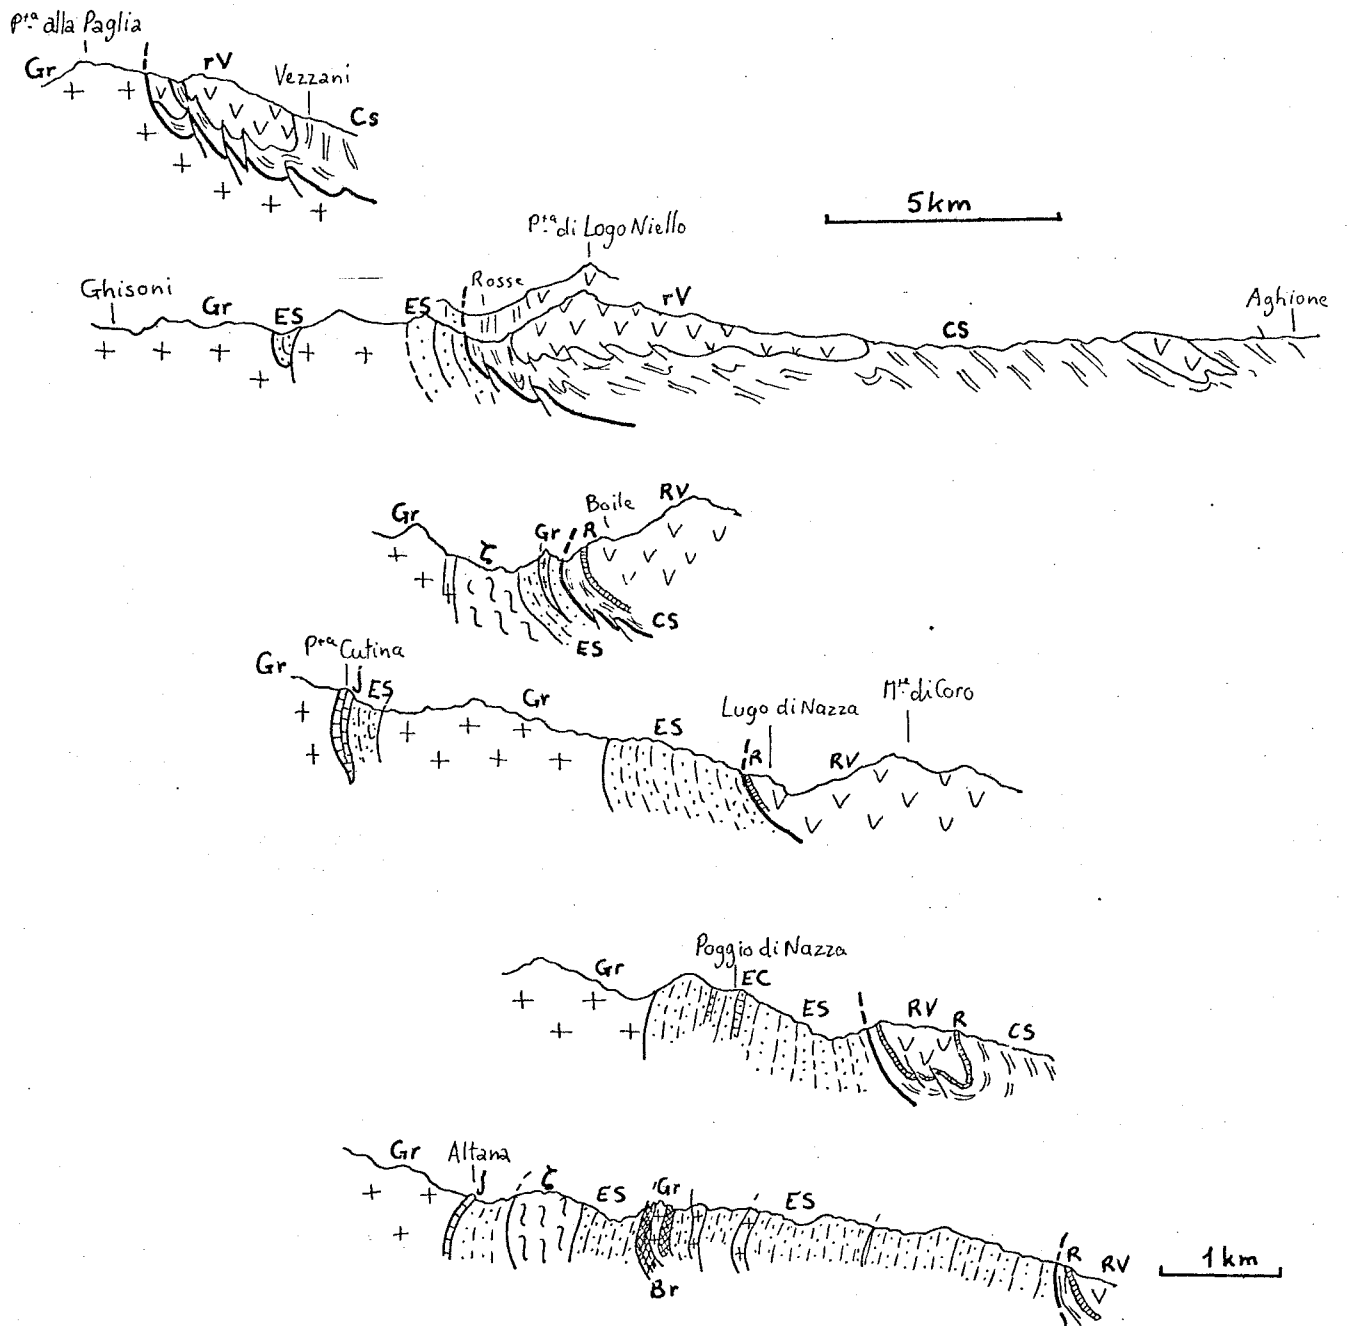 Pta alla Paglia
Gr
rV
Vezzani
Cs
5km
Pta di Logo Niello
Ghisoni
Gr
ES
ES
Rosse
rV
CS
Aghione
Gr
ζ
Gr
R
Boile
RV
CS
ES
Pta Cutina
Gr
J
ES
Gr
ES
Lugo di Nazza
R
RV
Mte di Coro
Poggio di Nazza
Gr
EC
ES
RV
R
CS
Gr
Altana
J
ζ
ES
Gr
ES
R
RV
Br
1km